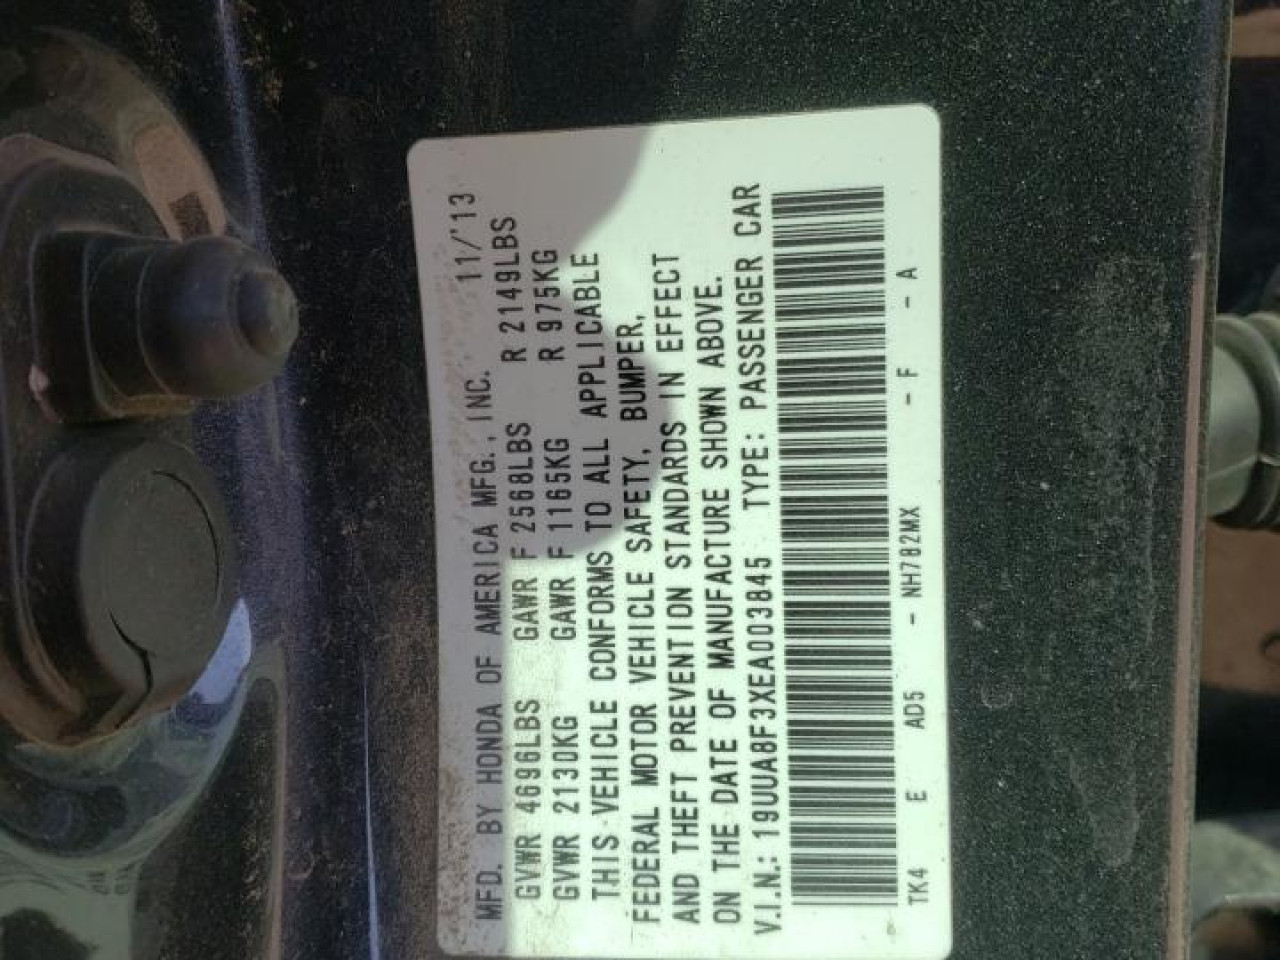 MFD. BY HONDA OF AMERICA MFG., INC. 11/'13
GVWR 4696LBS GAWR F 2568LBS R 2149LBS
GVWR 2130KG GAWR F 1165KG R 975KG
THIS VEHICLE CONFORMS TO ALL APPLICABLE
FEDERAL MOTOR VEHICLE SAFETY, BUMPER,
AND THEFT PREVENTION STANDARDS IN EFFECT
ON THE DATE OF MANUFACTURE SHOWN ABOVE.
V.I.N.: 19UUA8F3XEA003845 TYPE: PASSENGER CAR
TK4 E AD5 - NH782MX - F - A